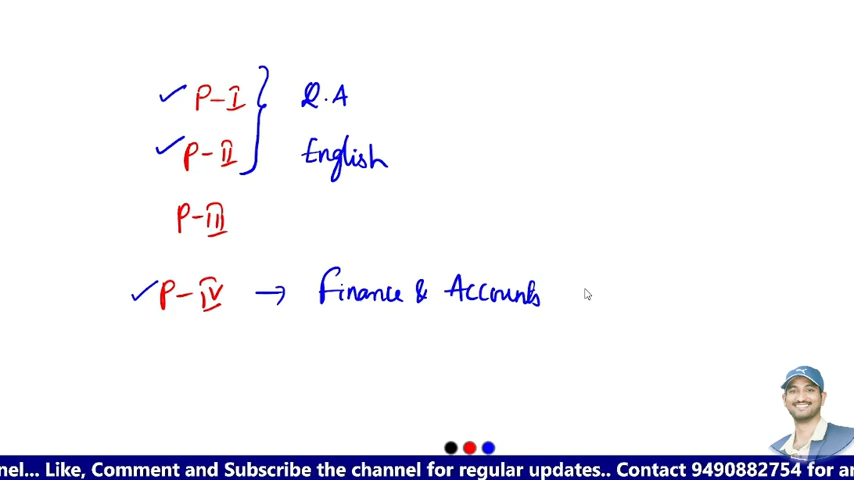 P-I Q.A
P-II English
P-III
P-IV → Finance & Accounts
nel... Like, Comment and Subscribe the channel for regular updates.. Contact 9490882754 for an